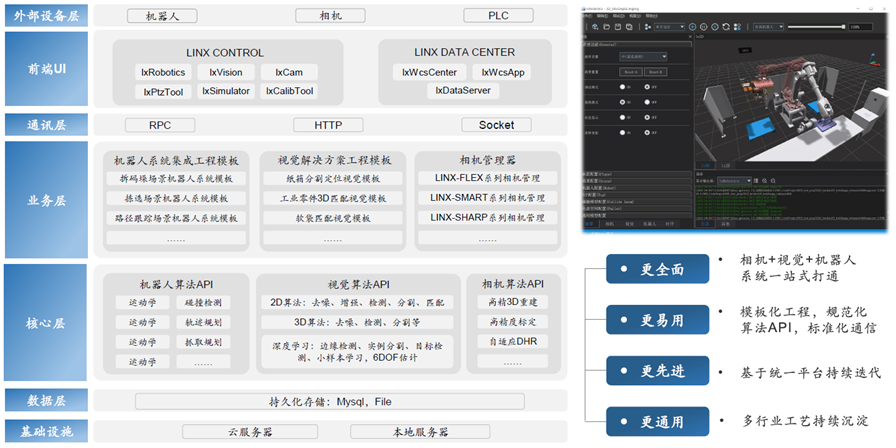 外部设备层
机器人
相机
PLC
前端UI
LINX CONTROL
lxRobotics
lxVision
lxCam
lxPtzTool
lxSimulator
lxCalibTool
LINX DATA CENTER
lxWcsCenter
lxWcsApp
lxDataServer
通讯层
RPC
HTTP
Socket
业务层
机器人系统集成工程模板
拆码垛场景机器人系统模板
拣选场景机器人系统模板
路径跟踪场景机器人系统模板
……
视觉解决方案工程模板
纸箱分割定位视觉模板
工业零件3D匹配视觉模板
软包匹配视觉模板
……
相机管理器
LINX-FLEX系列相机管理
LINX-SMART系列相机管理
LINX-SHARP系列相机管理
……
核心层
机器人算法API
运动学
碰撞检测
运动学
轨迹规划
运动学
抓取规划
运动学
……
视觉算法API
2D算法：去噪、增强、检测、分割、匹配
3D算法：去噪、检测、分割等
深度学习：边缘检测、实例分割、目标检
测、小样本学习，6DOF估计
相机算法API
高精3D重建
高精度标定
自适应DHR
……
数据层
持久化存储：Mysql，File
基础设施
云服务器
本地服务器
• 更全面
• 相机+视觉+机器人
系统一站式打通
• 更易用
• 模板化工程，规范化
算法API，标准化通信
• 更先进
• 基于统一平台持续迭代
• 更通用
• 多行业工艺持续沉淀